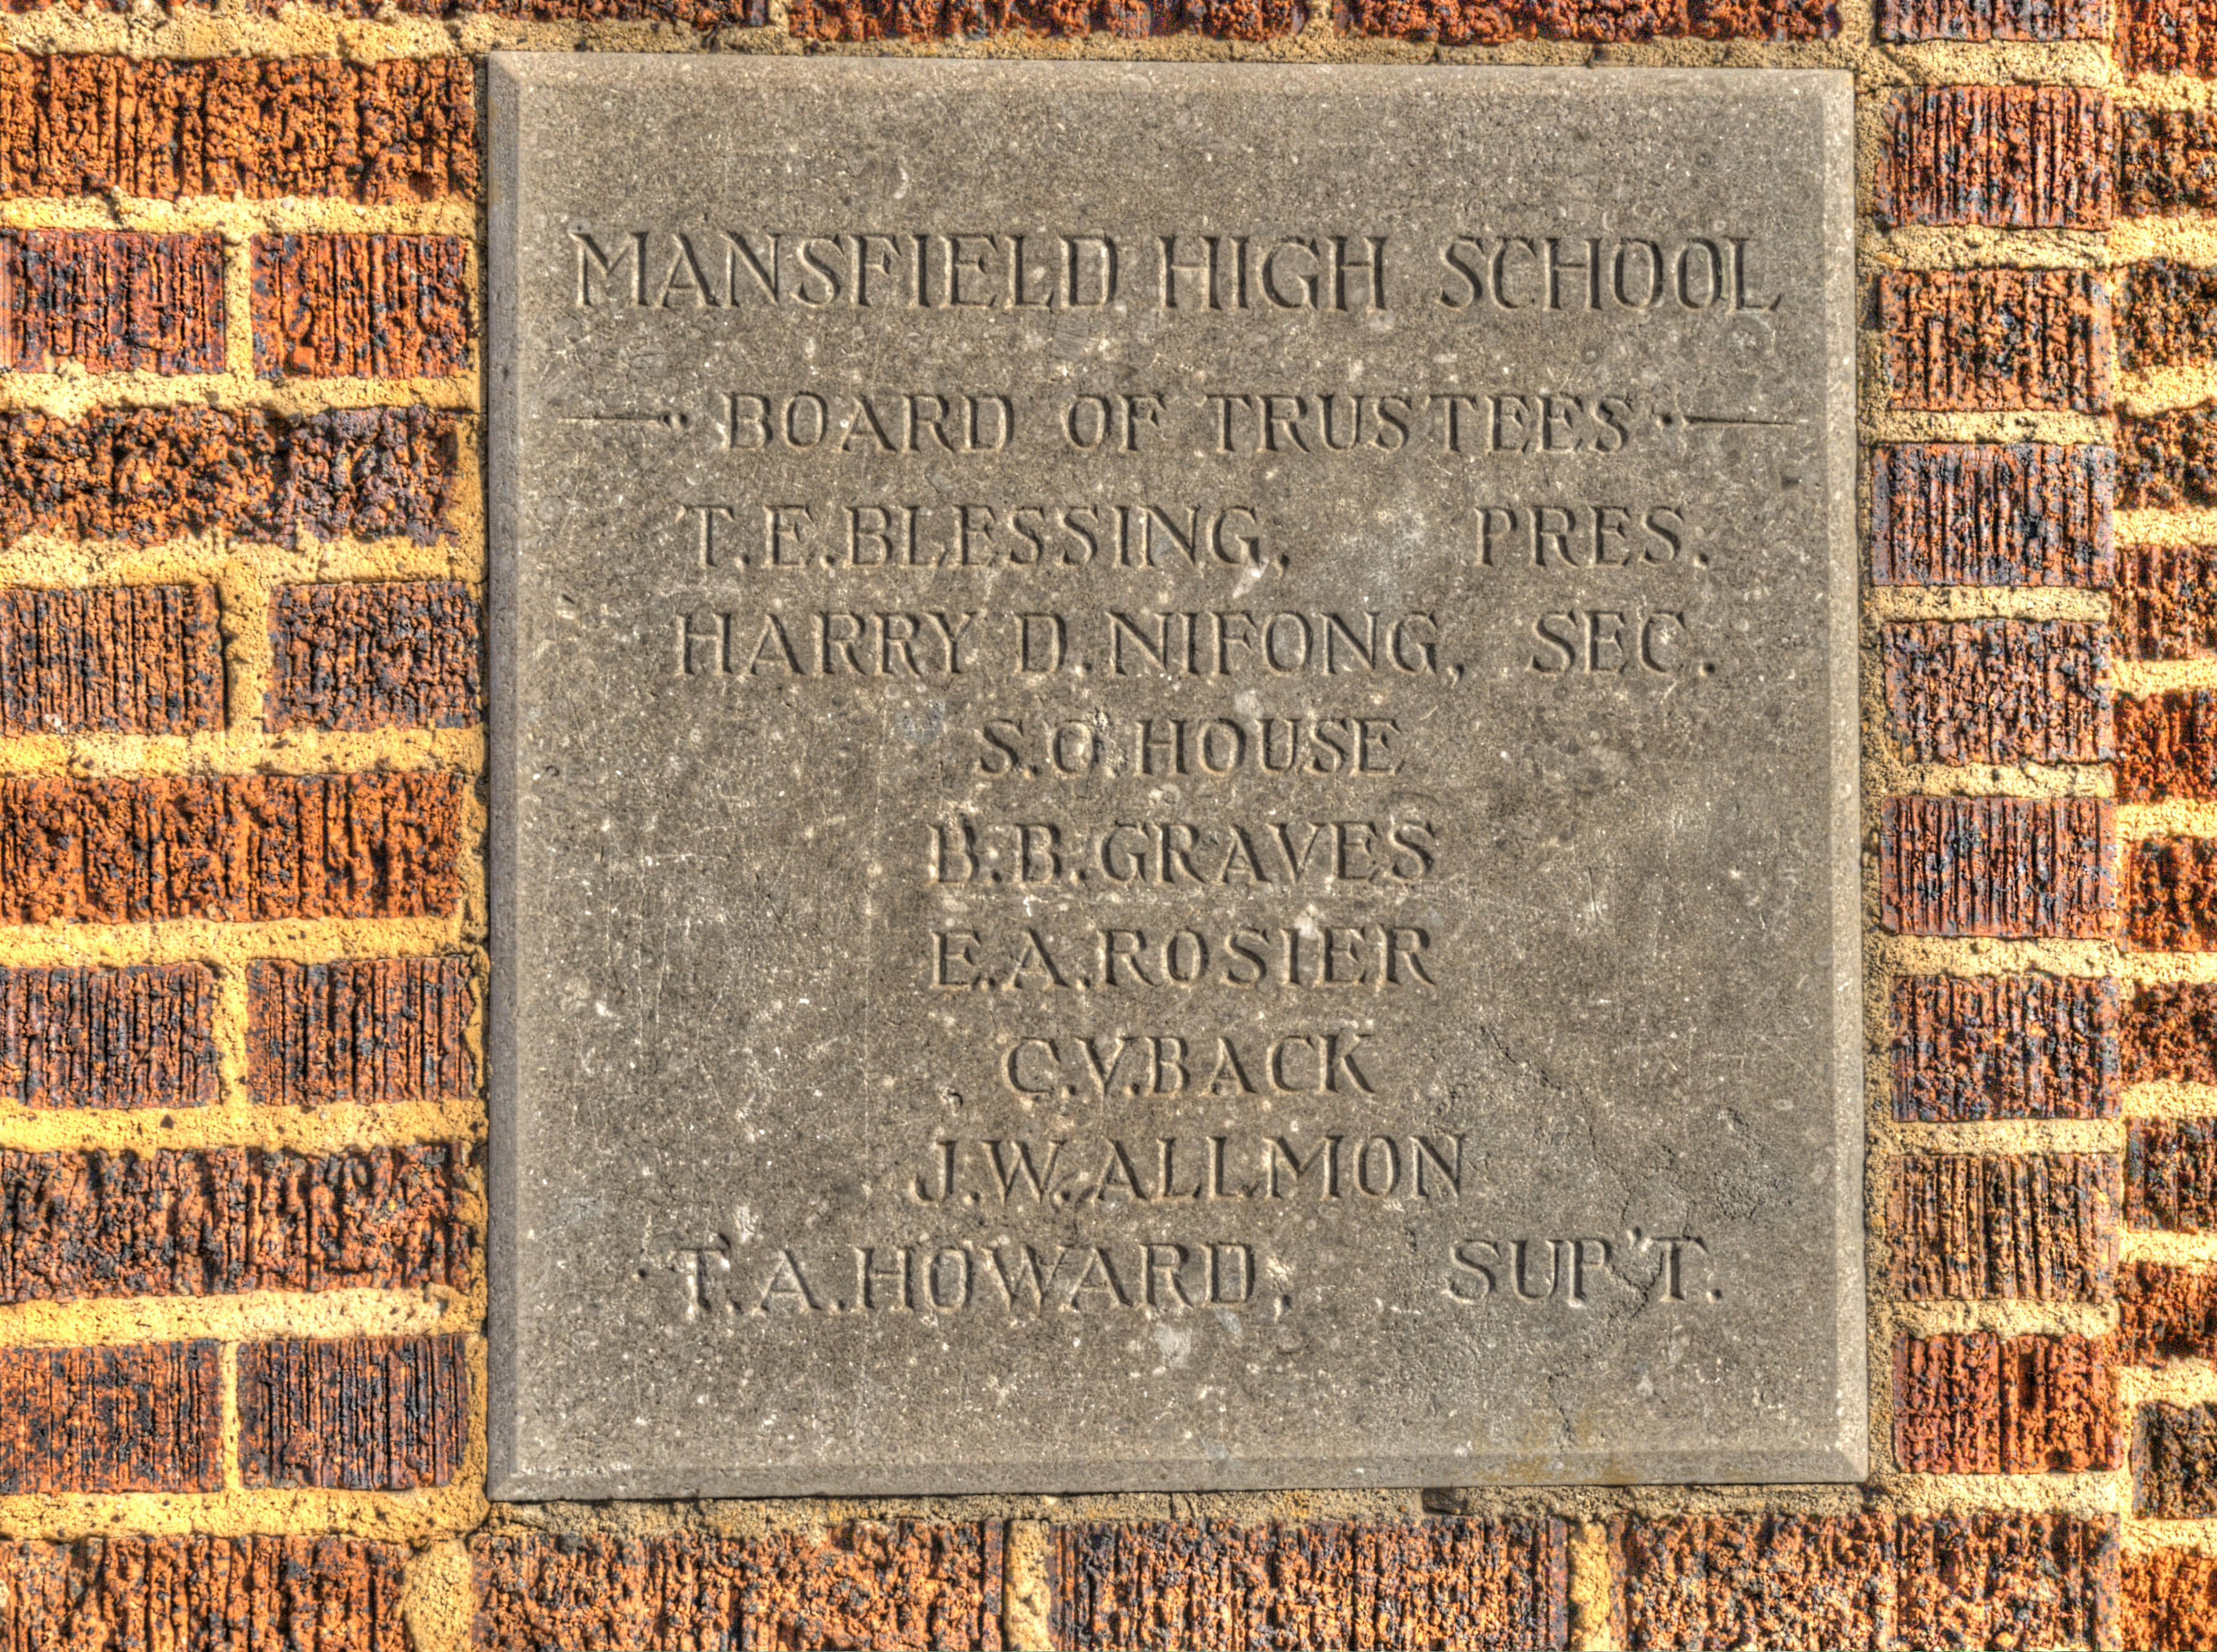 MANSFIELD HIGH SCHOOL
—· BOARD OF TRUSTEES ·—
T.E.BLESSING, PRES.
HARRY D.NIFONG, SEC.
S.O.HOUSE
B.B.GRAVES
E.A.ROSIER
C.V.BACK
J.W.ALLMON
T.A.HOWARD, SUP'T.